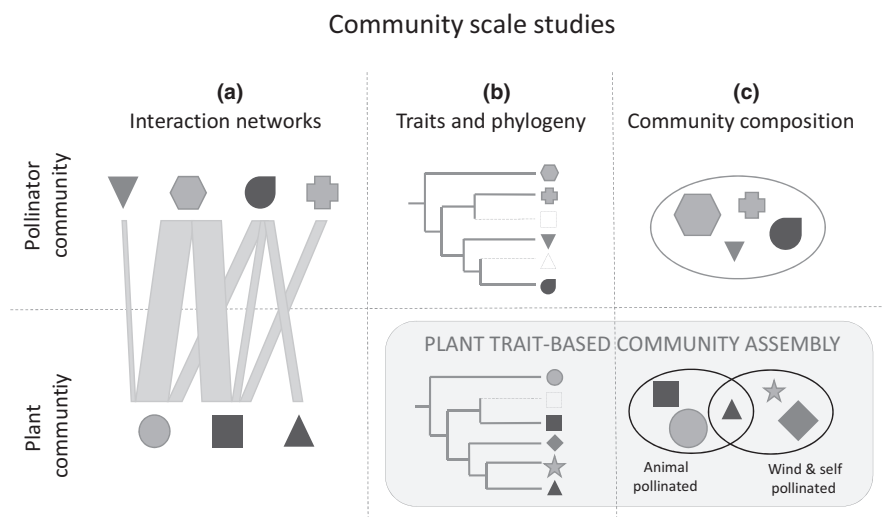 Community scale studies
(a)
Interaction networks
(b)
Traits and phylogeny
(c)
Community composition
Pollinator
community
Plant
communtiy
PLANT TRAIT-BASED COMMUNITY ASSEMBLY
Animal
pollinated
Wind & self
pollinated